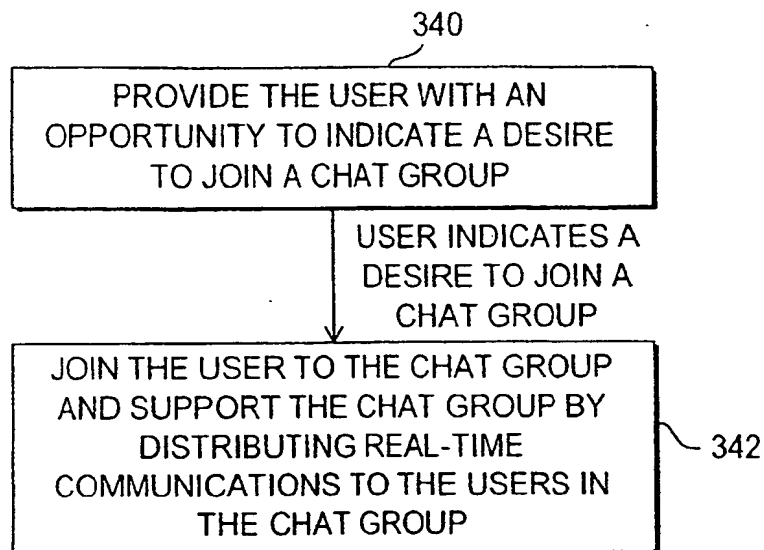 340
PROVIDE THE USER WITH AN
OPPORTUNITY TO INDICATE A DESIRE
TO JOIN A CHAT GROUP
USER INDICATES A
DESIRE TO JOIN A
CHAT GROUP
JOIN THE USER TO THE CHAT GROUP
AND SUPPORT THE CHAT GROUP BY
DISTRIBUTING REAL-TIME
COMMUNICATIONS TO THE USERS IN
THE CHAT GROUP
342